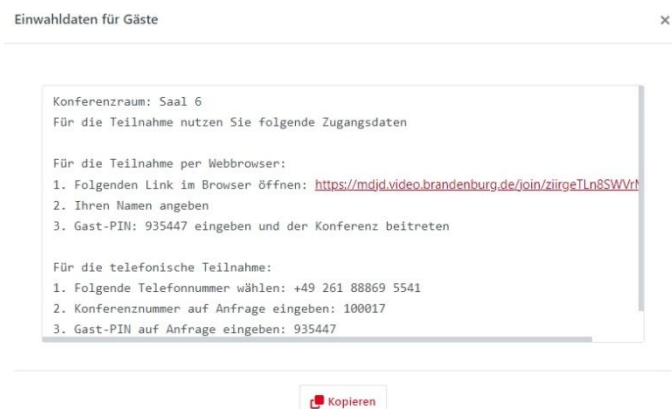 Einwahldaten für Gäste
Konferenzraum: Saal 6
Für die Teilnahme nutzen Sie folgende Zugangsdaten
Für die Teilnahme per Webbrowser:
1. Folgenden Link im Browser öffnen: https://mdjd.video.brandenburg.de/join/ziirgeTLn8SWVr
2. Ihren Namen angeben
3. Gast-PIN: 935447 eingeben und der Konferenz beitreten
Für die telefonische Teilnahme:
1. Folgende Telefonnummer wählen: +49 261 88869 5541
2. Konferenznummer auf Anfrage eingeben: 100017
3. Gast-PIN auf Anfrage eingeben: 935447
Kopieren